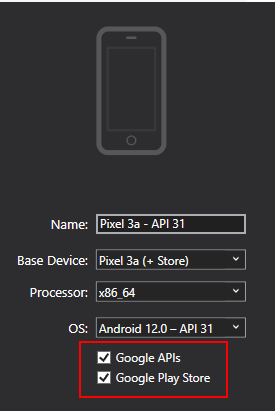 Name: Pixel 3a - API 31
Base Device: Pixel 3a (+ Store)
Processor: x86_64
OS: Android 12.0 – API 31
Google APIs
Google Play Store